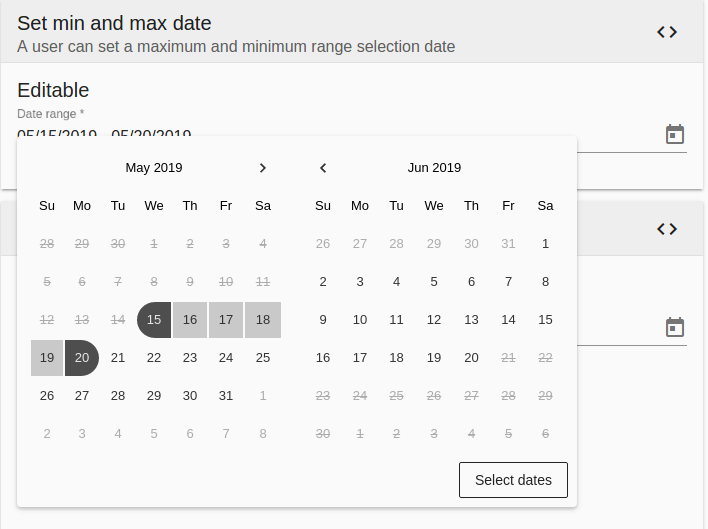 Set min and max date
A user can set a maximum and minimum range selection date
Editable
Date range *
05/15/2019 - 05/20/2019
May 2019 Jun 2019
Su Mo Tu We Th Fr Sa Su Mo Tu We Th Fr Sa
28 29 30 1 2 3 4 26 27 28 29 30 31 1
5 6 7 8 9 10 11 2 3 4 5 6 7 8
12 13 14 15 16 17 18 9 10 11 12 13 14 15
19 20 21 22 23 24 25 16 17 18 19 20 21 22
26 27 28 29 30 31 1 23 24 25 26 27 28 29
2 3 4 5 6 7 8 30 1 2 3 4 5 6
Select dates